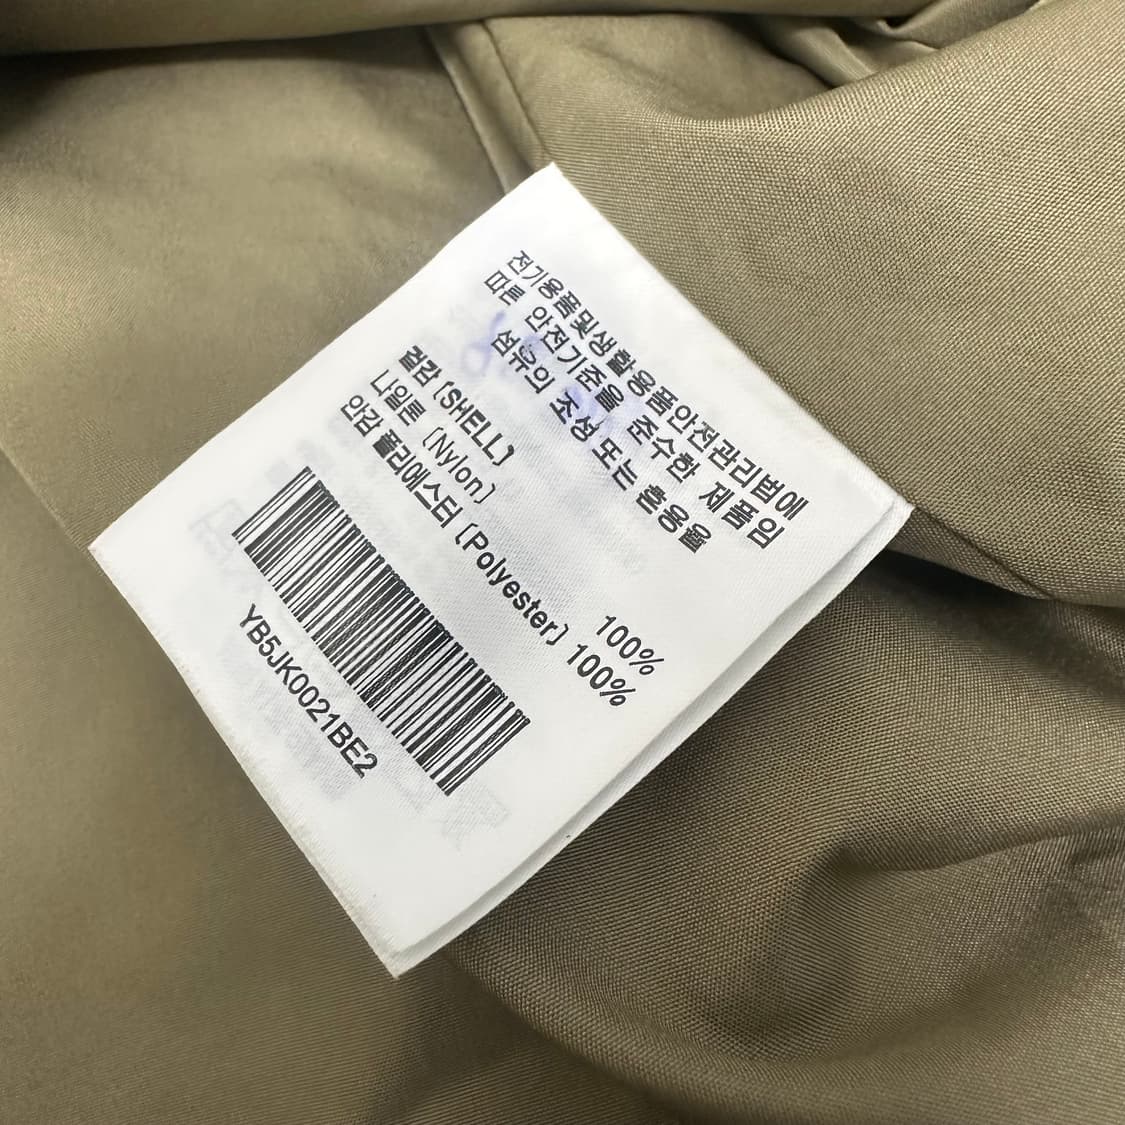 전기용품및생활용품안전관리법에
따른 안전기준을 준수한 제품임
섬유의 조성 또는 혼용율
겉감 (SHELL)
나일론 (Nylon) 100%
안감 폴리에스터 (Polyester) 100%
YB5JK0021BE2